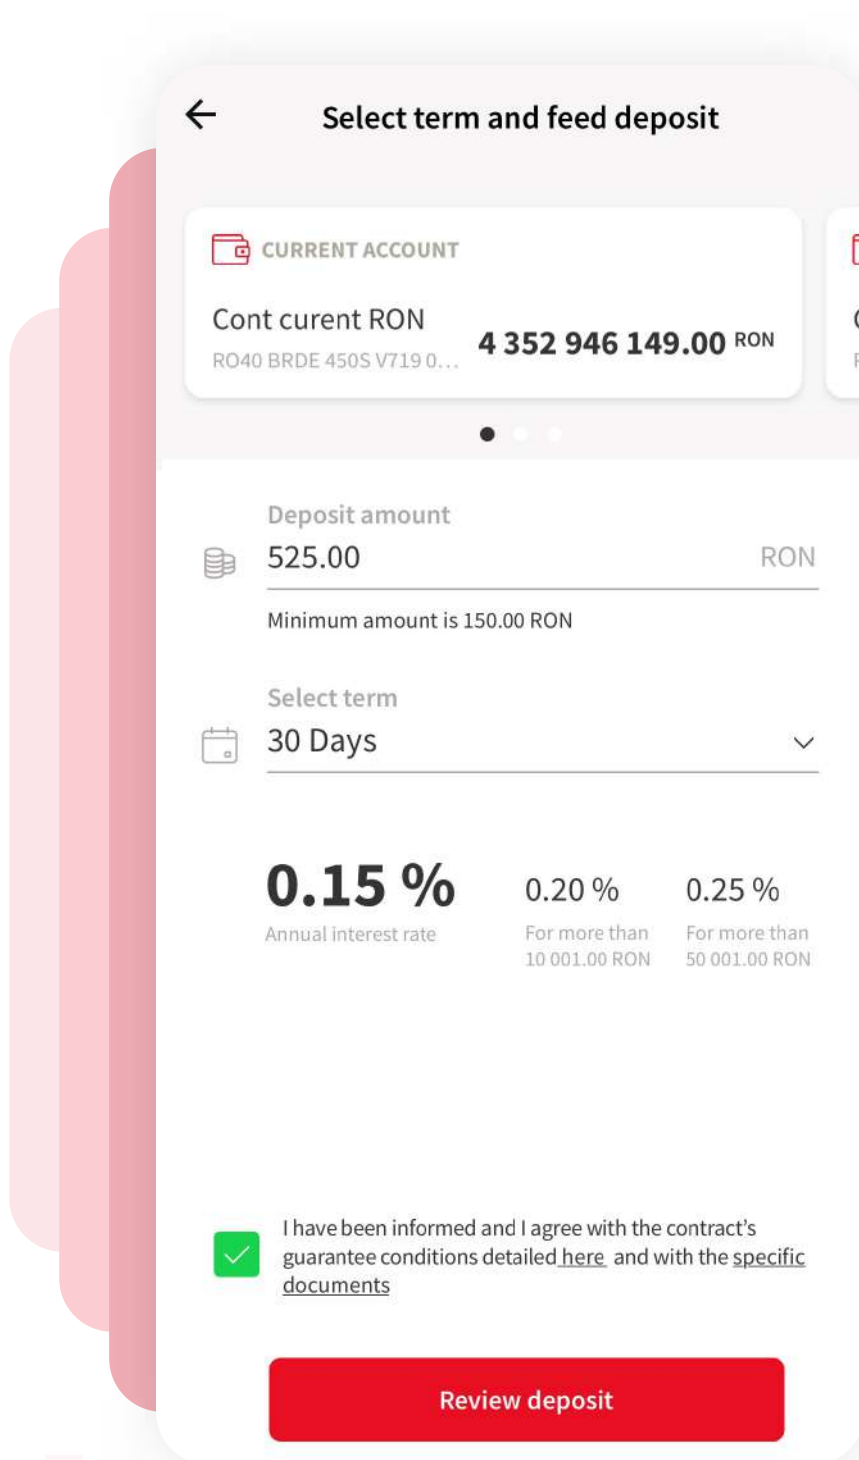 Select term and feed deposit
CURRENT ACCOUNT
Cont curent RON
4 352 946 149.00 RON
RO40 BRDE 450S V719 0...
Deposit amount
525.00 RON
Minimum amount is 150.00 RON
Select term
30 Days
0.15 % 0.20 % 0.25 %
Annual interest rate For more than For more than
10 001.00 RON 50 001.00 RON
I have been informed and I agree with the contract's
guarantee conditions detailed here and with the specific
documents
Review deposit